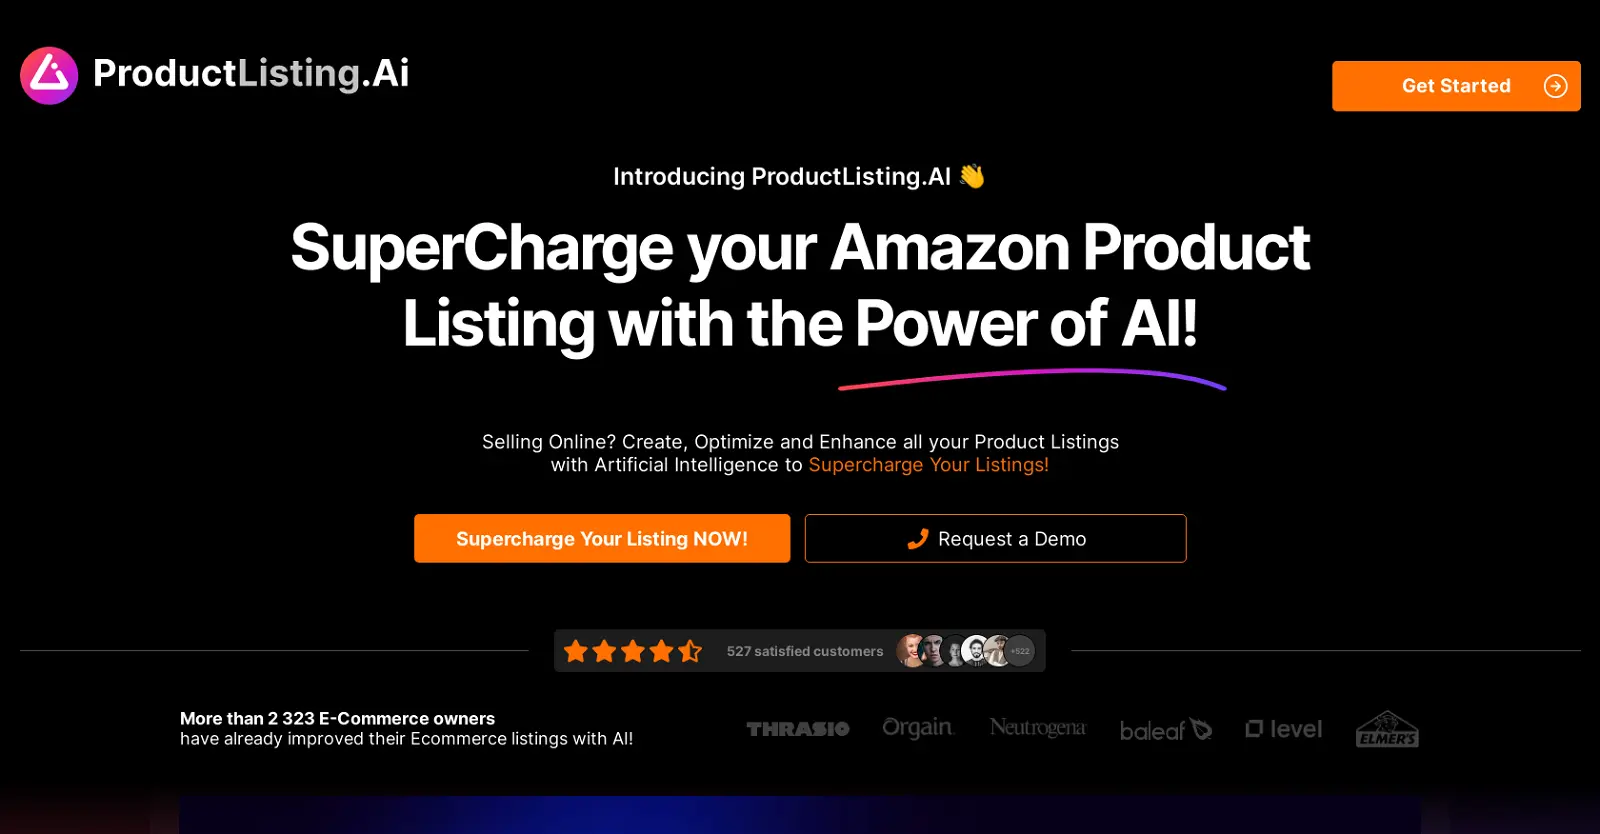 ProductListing.Ai
Get Started
Introducing ProductListing.AI 👋
SuperCharge your Amazon Product
Listing with the Power of AI!
Selling Online? Create, Optimize and Enhance all your Product Listings
with Artificial Intelligence to Supercharge Your Listings!
Supercharge Your Listing NOW!
Request a Demo
527 satisfied customers
+522
More than 2 323 E-Commerce owners
have already improved their Ecommerce listings with AI!
THRASIO
Orgain
Neutrogena
baleaf
level
ELMER'S